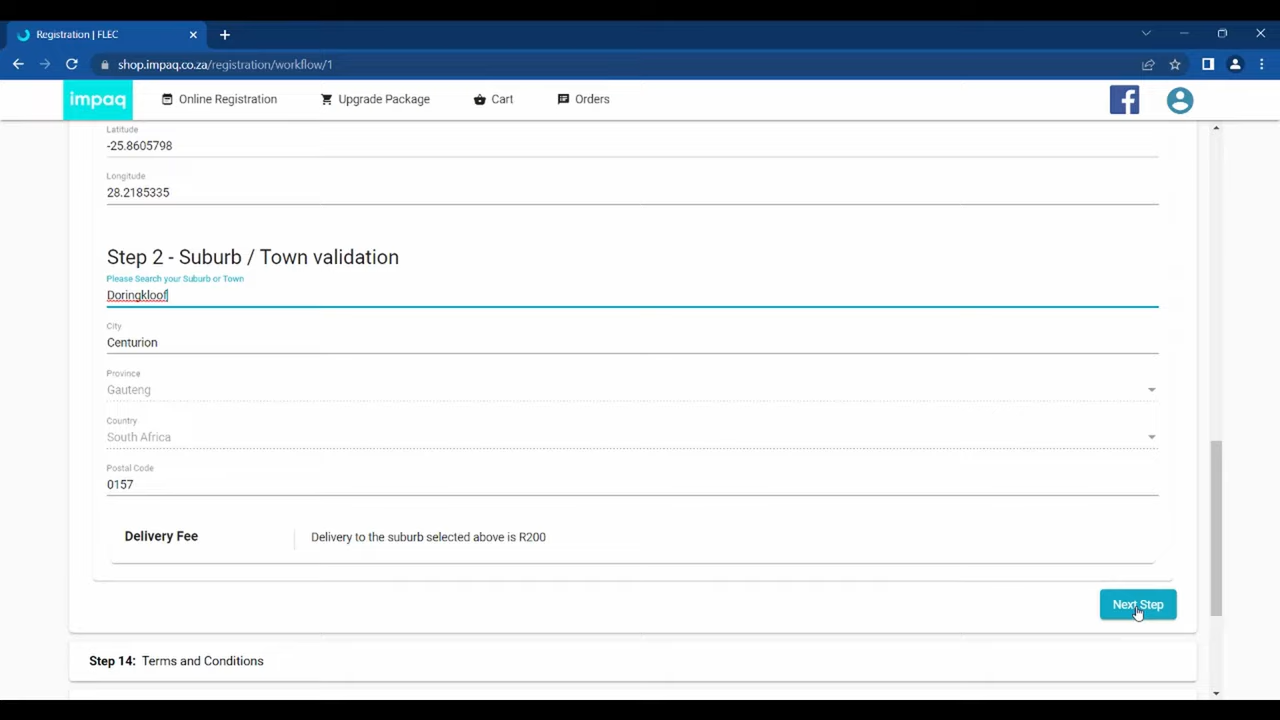 Registration | FLEC
shop.impaq.co.za/registration/workflow/1
impaq
Online Registration
Upgrade Package
Cart
Orders
Latitude
-25.8605798
Longitude
28.2185335
Step 2 - Suburb / Town validation
Please Search your Suburb or Town
Doringkloof
City
Centurion
Province
Gauteng
Country
South Africa
Postal Code
0157
Delivery Fee
Delivery to the suburb selected above is R200
Next Step
Step 14: Terms and Conditions